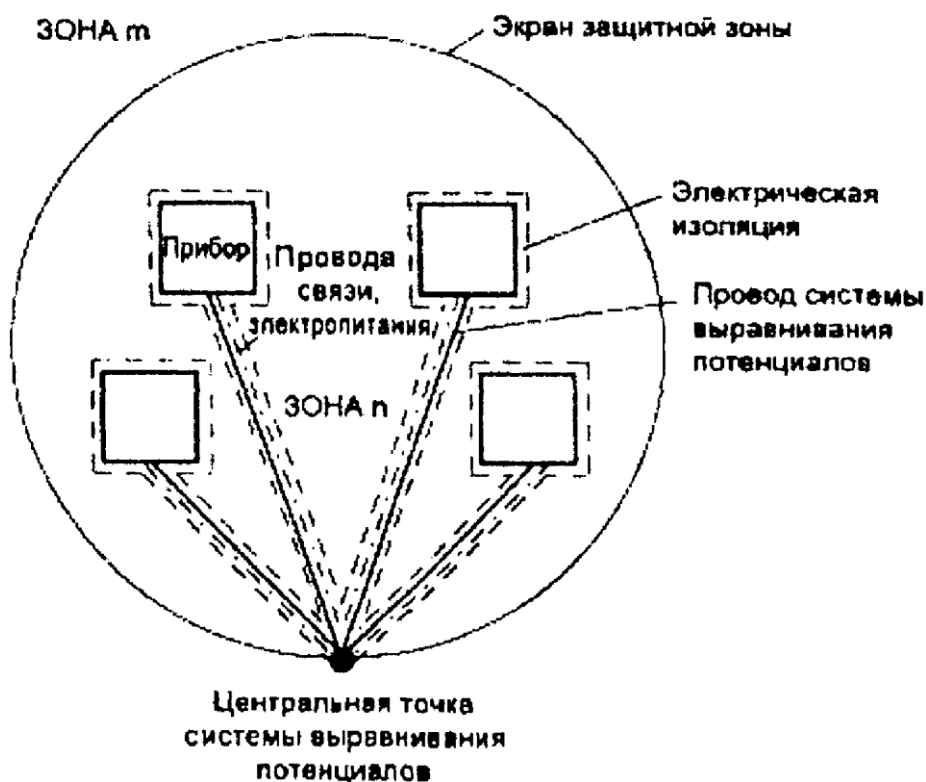 ЗОНА m
Экран защитной зоны
Электрическая
изоляция
Прибор
Провода
связи,
электропитания
Провод системы
выравнивания
потенциалов
ЗОНА n
Центральная точка
системы выравнивания
потенциалов